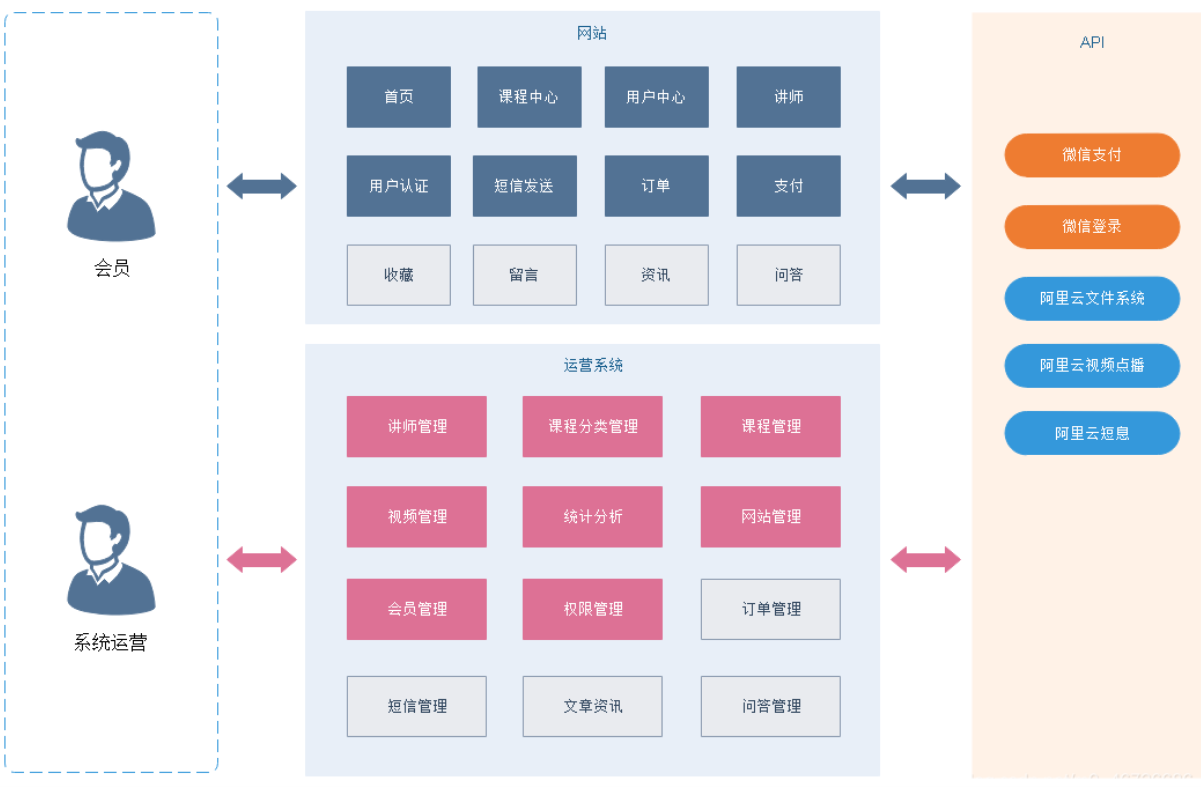 网站
API
首页
课程中心
用户中心
讲师
微信支付
用户认证
短信发送
订单
支付
微信登录
会员
收藏
留言
资讯
问答
阿里云文件系统
运营系统
阿里云视频点播
讲师管理
课程分类管理
课程管理
阿里云短息
视频管理
统计分析
网站管理
会员管理
权限管理
订单管理
系统运营
短信管理
文章资讯
问答管理